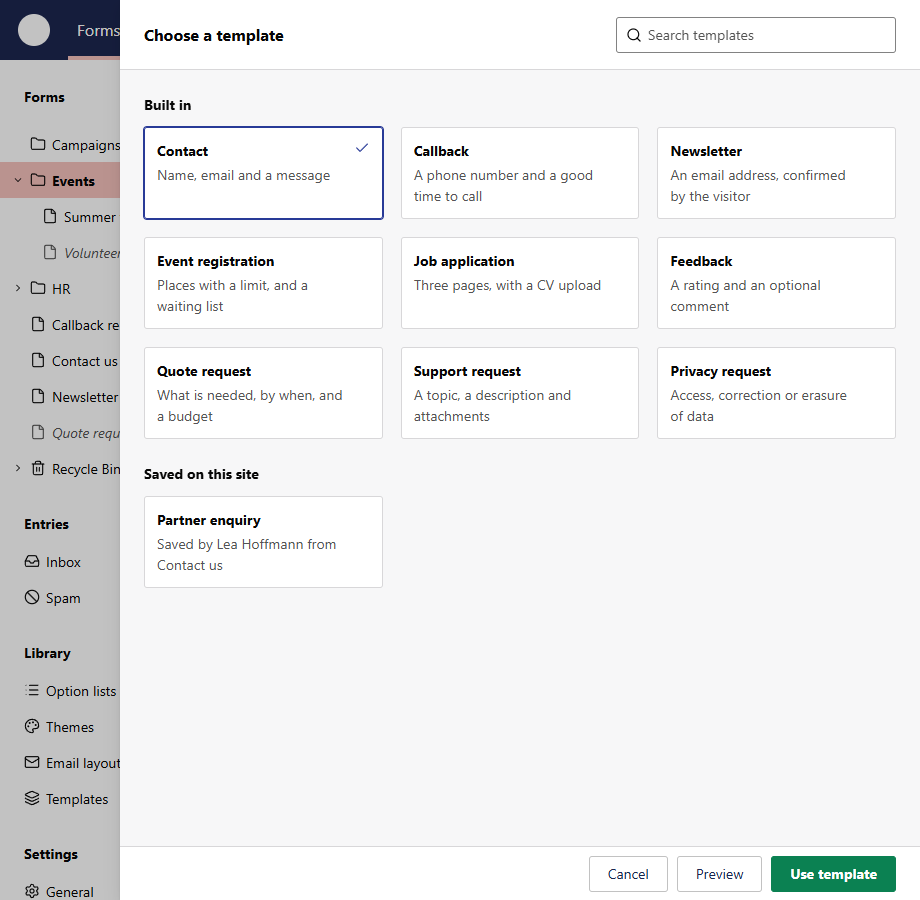 Forms
Choose a template
Search templates
Forms
Campaigns
Events
Summer
Volunteer
HR
Callback re
Contact us
Newsletter
Quote requ
Recycle Bin
Entries
Inbox
Spam
Library
Option lists
Themes
Email layout
Templates
Settings
General
Built in
Contact
Name, email and a message
Callback
A phone number and a good
time to call
Newsletter
An email address, confirmed
by the visitor
Event registration
Places with a limit, and a
waiting list
Job application
Three pages, with a CV upload
Feedback
A rating and an optional
comment
Quote request
What is needed, by when, and
a budget
Support request
A topic, a description and
attachments
Privacy request
Access, correction or erasure
of data
Saved on this site
Partner enquiry
Saved by Lea Hoffmann from
Contact us
Cancel
Preview
Use template